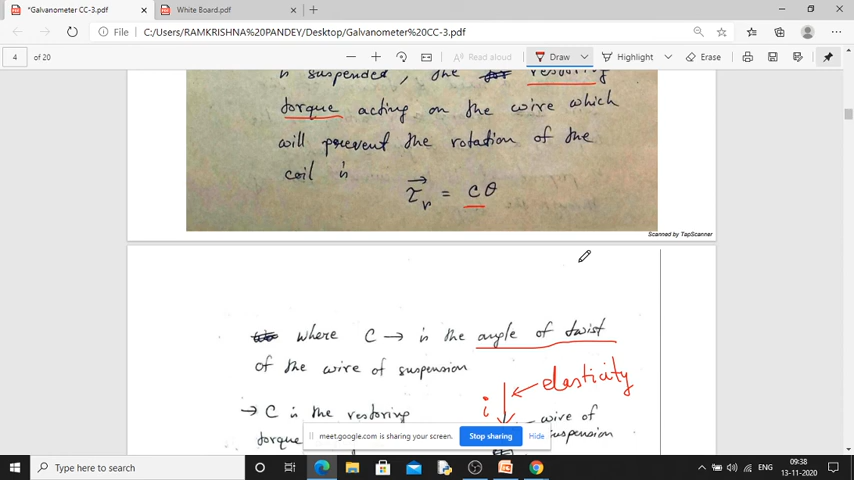 *Galvanometer CC-3.pdf
White Board.pdf
File
C:/Users/RAMKRISHNA%20PANDEY/Desktop/Galvanometer%20CC-3.pdf
4 of 20
Read aloud
Draw
Highlight
Erase
is suspended, the restoring
torque acting on the wire which
will prevent the rotation of the
coil is
τr = cθ
Scanned by TapScanner
where C → is the angle of twist
of the wire of suspension
elasticity
i
→ C is the restoring
wire of
torque
suspension
meet.google.com is sharing your screen.
Stop sharing
Hide
Type here to search
ENG
09:38
13-11-2020